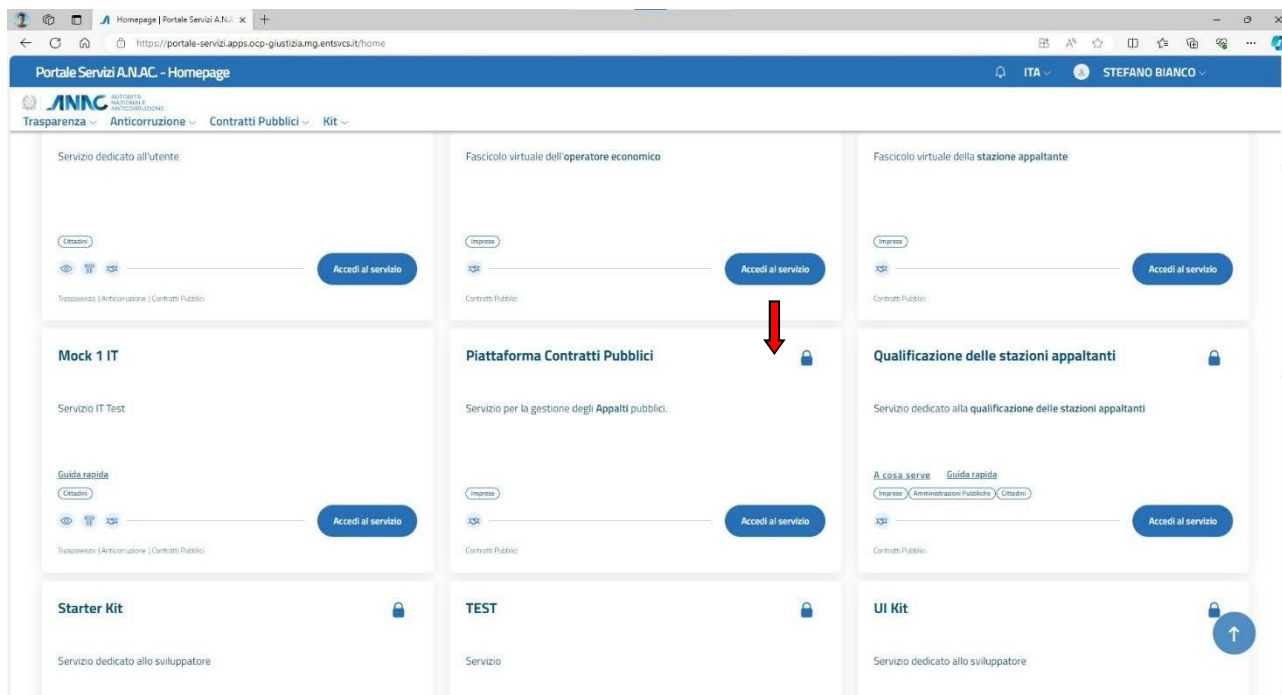 Homepage | Portale Servizi A.N.A
https://portale-servizi.apps.ocp-giustizia.mg.entsvcs.it/home
Portale Servizi A.N.AC. - Homepage
ITA
STEFANO BIANCO
ANAC
AUTORITÀ
NAZIONALE
ANTICORRUZIONE
Trasparenza Anticorruzione Contratti Pubblici Kit
Servizio dedicato all'utente
Cittadini
Accedi al servizio
Trasparenza | Anticorruzione | Contratti Pubblici
Fascicolo virtuale dell'operatore economico
Imprese
Accedi al servizio
Contratti Pubblici
Fascicolo virtuale della stazione appaltante
Imprese
Accedi al servizio
Contratti Pubblici
Mock 1 IT
Servizio IT Test
Guida rapida
Cittadini
Accedi al servizio
Trasparenza | Anticorruzione | Contratti Pubblici
Piattaforma Contratti Pubblici
Servizio per la gestione degli Appalti pubblici.
Imprese
Accedi al servizio
Contratti Pubblici
Qualificazione delle stazioni appaltanti
Servizio dedicato alla qualificazione delle stazioni appaltanti
A cosa serve Guida rapida
Imprese Amministrazioni Pubbliche Cittadini
Accedi al servizio
Contratti Pubblici
Starter Kit
Servizio dedicato allo sviluppatore
TEST
Servizio
UI Kit
Servizio dedicato allo sviluppatore